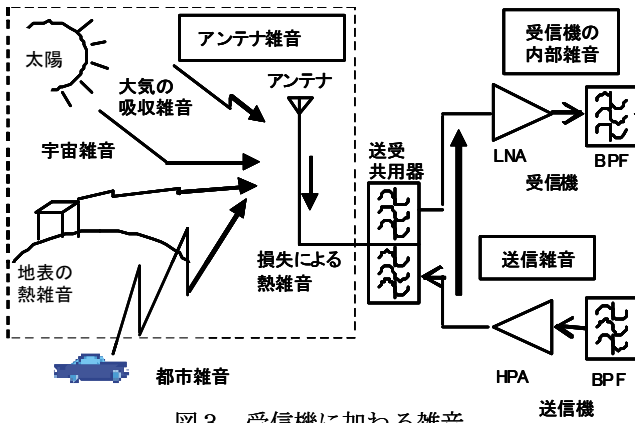 太陽
アンテナ雑音
受信機の
内部雑音
大気の
吸収雑音
アンテナ
宇宙雑音
送受
共用器
LNA
BPF
受信機
地表の
熱雑音
損失による
熱雑音
送信雑音
都市雑音
HPA
BPF
送信機
図3 受信機に加わる雑音